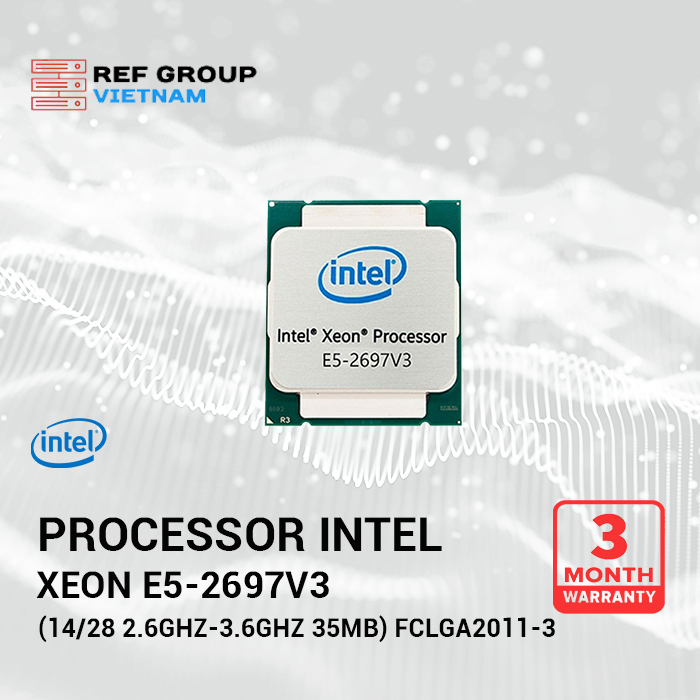 REF GROUP
VIETNAM
intel
Intel® Xeon® Processor
E5-2697V3
R3
intel
PROCESSOR INTEL
XEON E5-2697V3
(14/28 2.6GHZ-3.6GHZ 35MB) FCLGA2011-3
3
MONTH
WARRANTY